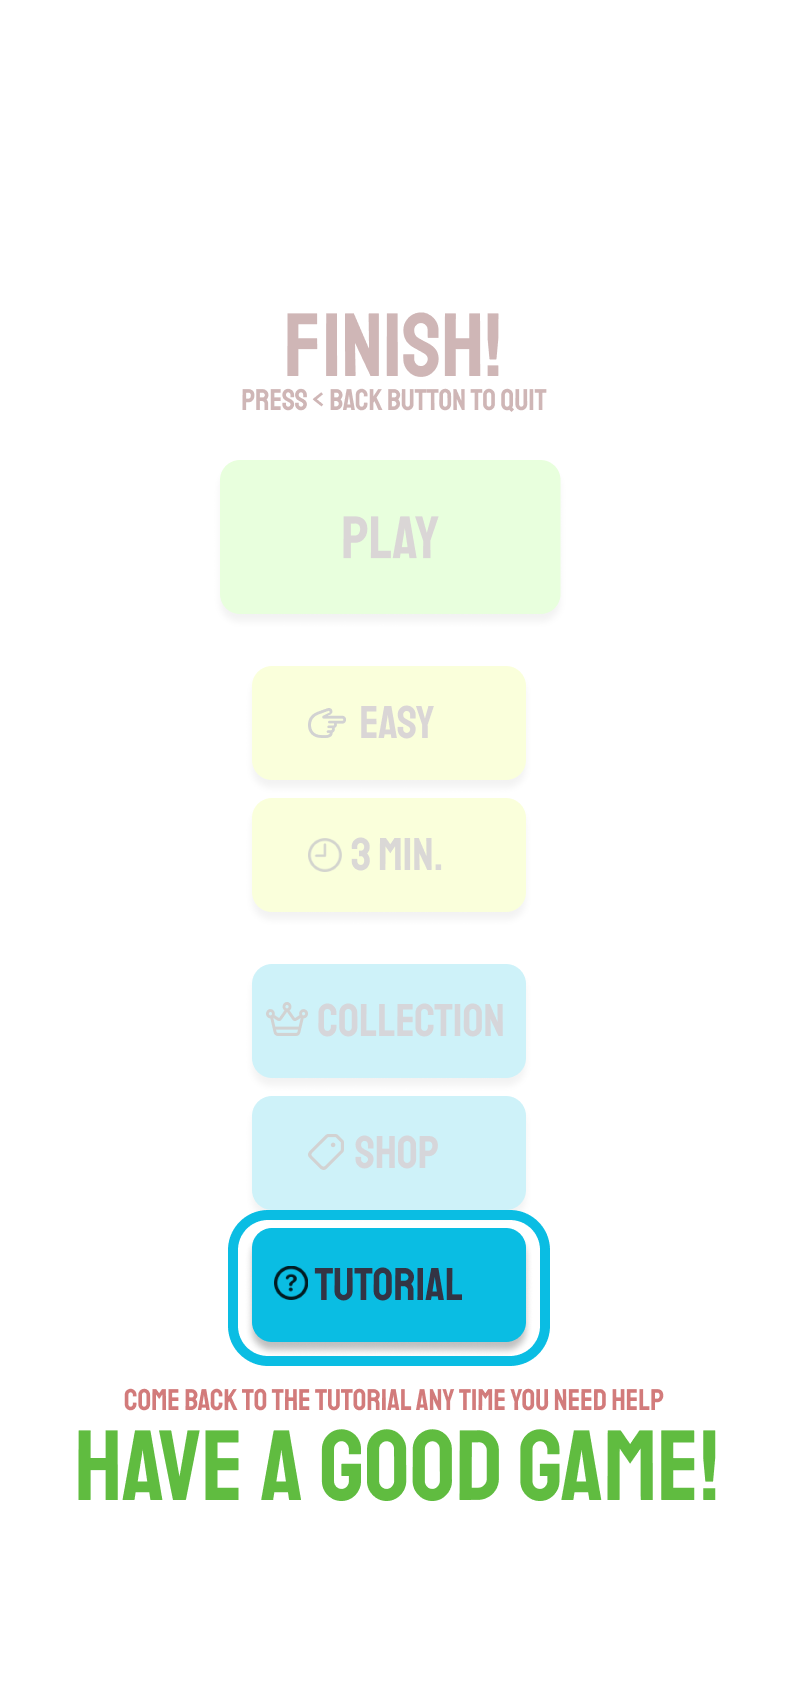 FINISH!
PRESS < BACK BUTTON TO QUIT
PLAY
EASY
3 MIN.
COLLECTION
SHOP
TUTORIAL
COME BACK TO THE TUTORIAL ANY TIME YOU NEED HELP
HAVE A GOOD GAME!